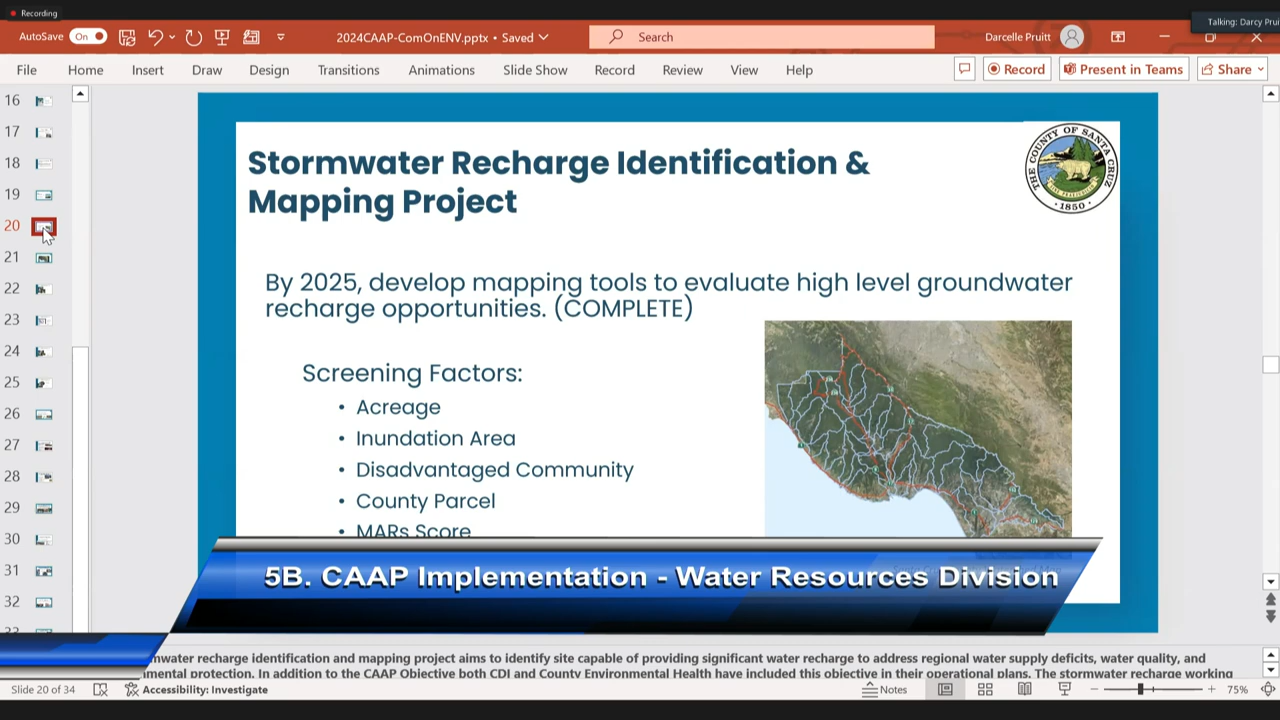 Recording
Talking: Darcy Prui
AutoSave On 2024CAAP-ComOnENV.pptx • Saved Search Darcelle Pruitt
File Home Insert Draw Design Transitions Animations Slide Show Record Review View Help Record Present in Teams Share
16
17
18
19
20
21
22
23
24
25
26
27
28
29
30
31
32
33
Stormwater Recharge Identification &
Mapping Project
THE COUNTY OF SANTA CRUZ
1850
By 2025, develop mapping tools to evaluate high level groundwater
recharge opportunities. (COMPLETE)
Screening Factors:
• Acreage
• Inundation Area
• Disadvantaged Community
• County Parcel
• MARs Score
5B. CAAP Implementation - Water Resources Division
mwater recharge identification and mapping project aims to identify site capable of providing significant water recharge to address regional water supply deficits, water quality, and
mental protection. In addition to the CAAP Objective both CDI and County Environmental Health have included this objective in their operational plans. The stormwater recharge working
Slide 20 of 34 Accessibility: Investigate Notes 75%